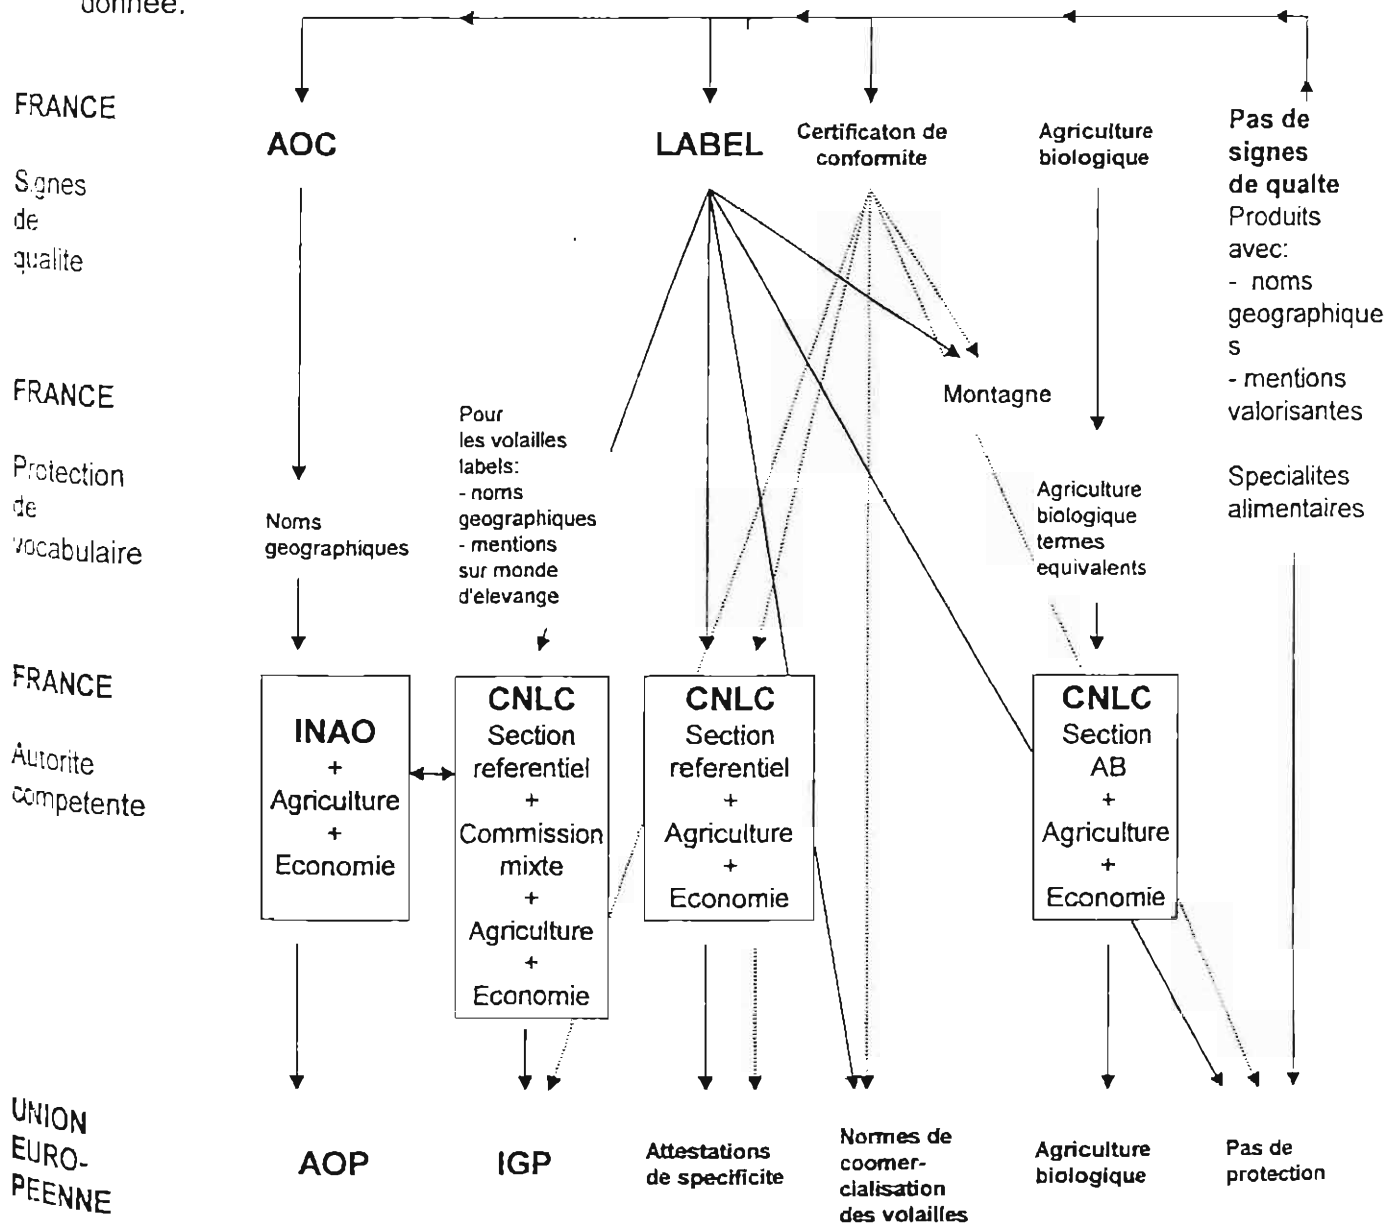 donnée.
FRANCE
Signes
de
qualite
AOC
LABEL
Certificaton de
conformite
Agriculture
biologique
Pas de
signes
de qualte
Produits
avec:
- noms
geographique
s
- mentions
valorisantes
Specialites
alimentaires
FRANCE
Protection
de
vocabulaire
Noms
geographiques
Pour
les volailles
labels:
- noms
geographiques
- mentions
sur monde
d'elevange
Montagne
Agriculture
biologique
termes
equivalents
FRANCE
Autorite
competente
INAO
+
Agriculture
+
Economie
CNLC
Section
referentiel
+
Commission
mixte
+
Agriculture
+
Economie
CNLC
Section
referentiel
+
Agriculture
+
Economie
CNLC
Section
AB
+
Agriculture
+
Economie
UNION
EURO-
PEENNE
AOP
IGP
Attestations
de specificite
Normes de
coomer-
cialisation
des volailles
Agriculture
biologique
Pas de
protection